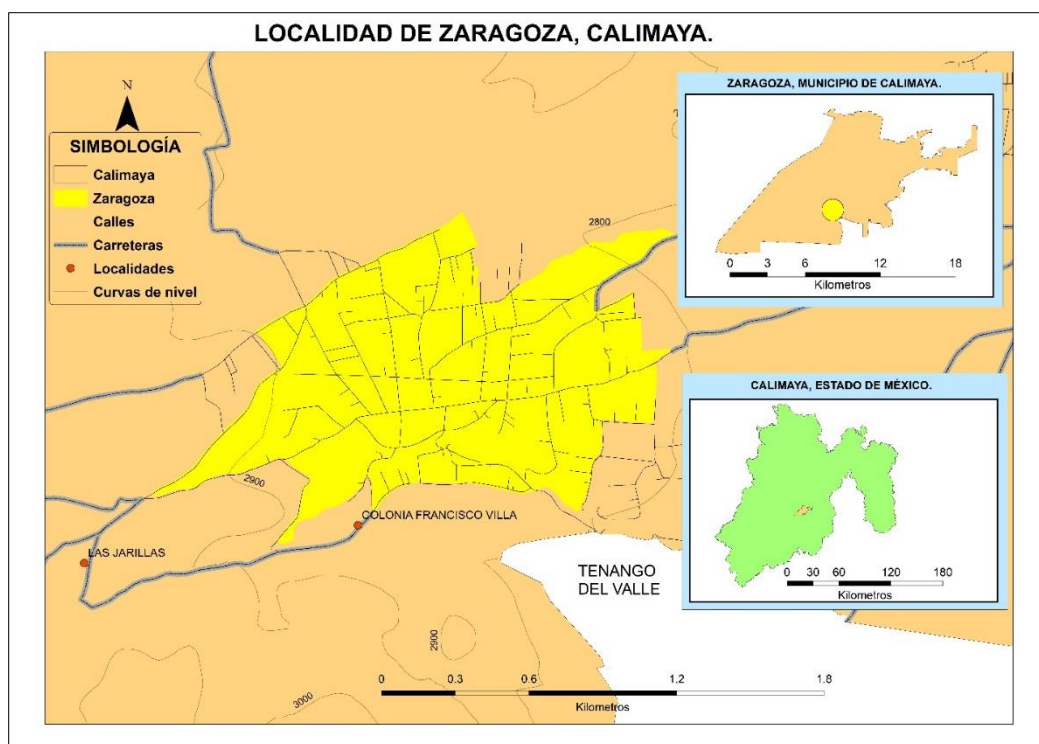 LOCALIDAD DE ZARAGOZA, CALIMAYA.
N
SIMBOLOGÍA
Calimaya
Zaragoza
Calles
Carreteras
Localidades
Curvas de nivel
ZARAGOZA, MUNICIPIO DE CALIMAYA.
0 3 6 12 18
Kilometros
2800
CALIMAYA, ESTADO DE MÉXICO.
0 30 60 120 180
Kilometros
2900
COLONIA FRANCISCO VILLA
LAS JARILLAS
TENANGO
DEL VALLE
2900
3000
0 0.3 0.6 1.2 1.8
Kilometros